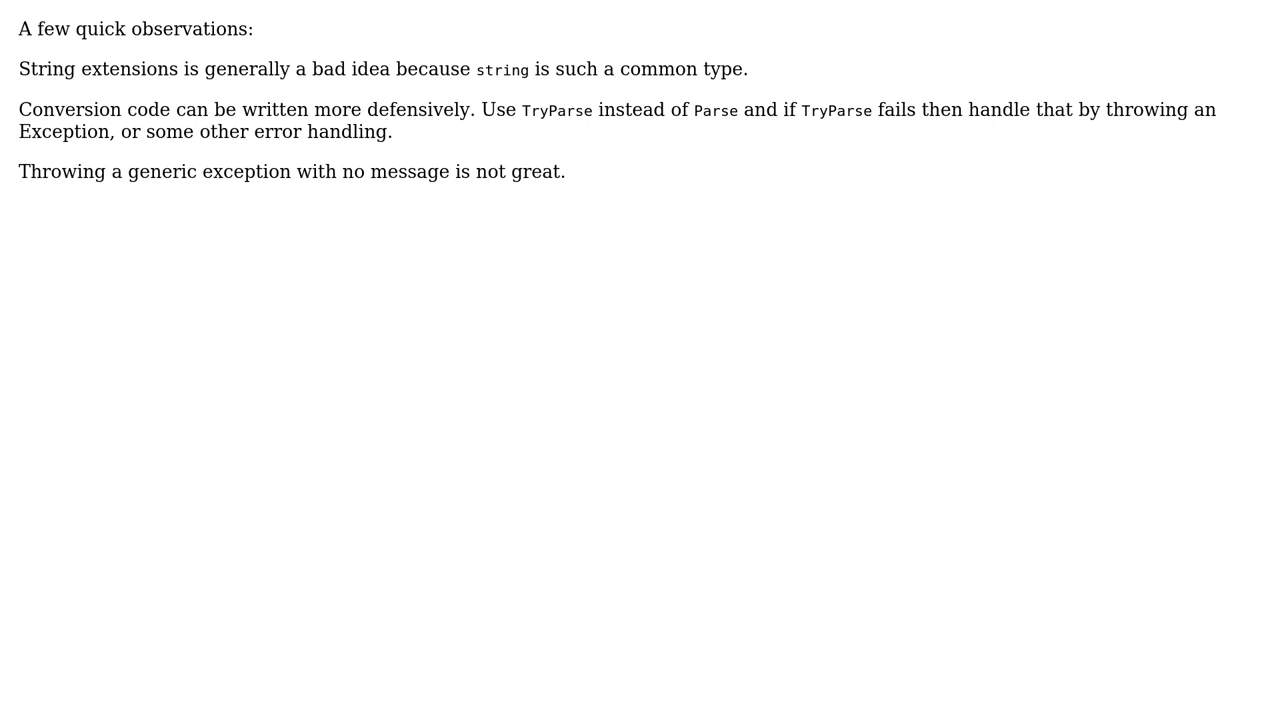 A few quick observations:
String extensions is generally a bad idea because string is such a common type.
Conversion code can be written more defensively. Use TryParse instead of Parse and if TryParse fails then handle that by throwing an
Exception, or some other error handling.
Throwing a generic exception with no message is not great.